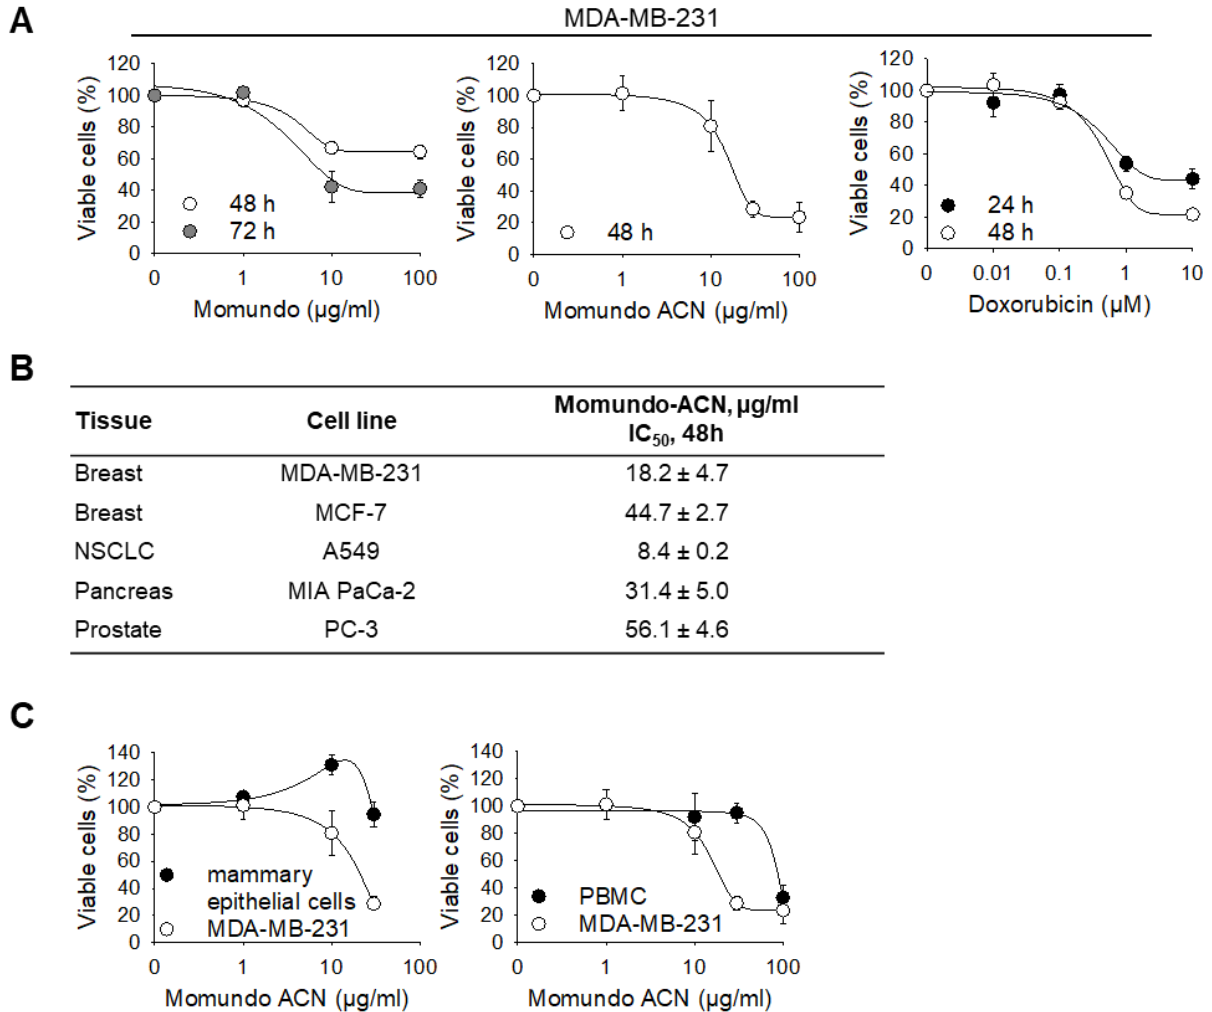 A
MDA-MB-231
Viable cells (%)
120
100
80
60
40
20
0
48 h
72 h
0 1 10 100
Momundo (µg/ml)
Viable cells (%)
120
100
80
60
40
20
0
48 h
0 1 10 100
Momundo ACN (µg/ml)
Viable cells (%)
120
100
80
60
40
20
0
24 h
48 h
0 0.01 0.1 1 10
Doxorubicin (µM)
B
Tissue Cell line Momundo-ACN, µg/ml
IC50, 48h
Breast MDA-MB-231 18.2 ± 4.7
Breast MCF-7 44.7 ± 2.7
NSCLC A549 8.4 ± 0.2
Pancreas MIA PaCa-2 31.4 ± 5.0
Prostate PC-3 56.1 ± 4.6
C
Viable cells (%)
140
120
100
80
60
40
20
0
mammary
epithelial cells
MDA-MB-231
0 1 10 100
Momundo ACN (µg/ml)
Viable cells (%)
140
120
100
80
60
40
20
0
PBMC
MDA-MB-231
0 1 10 100
Momundo ACN (µg/ml)